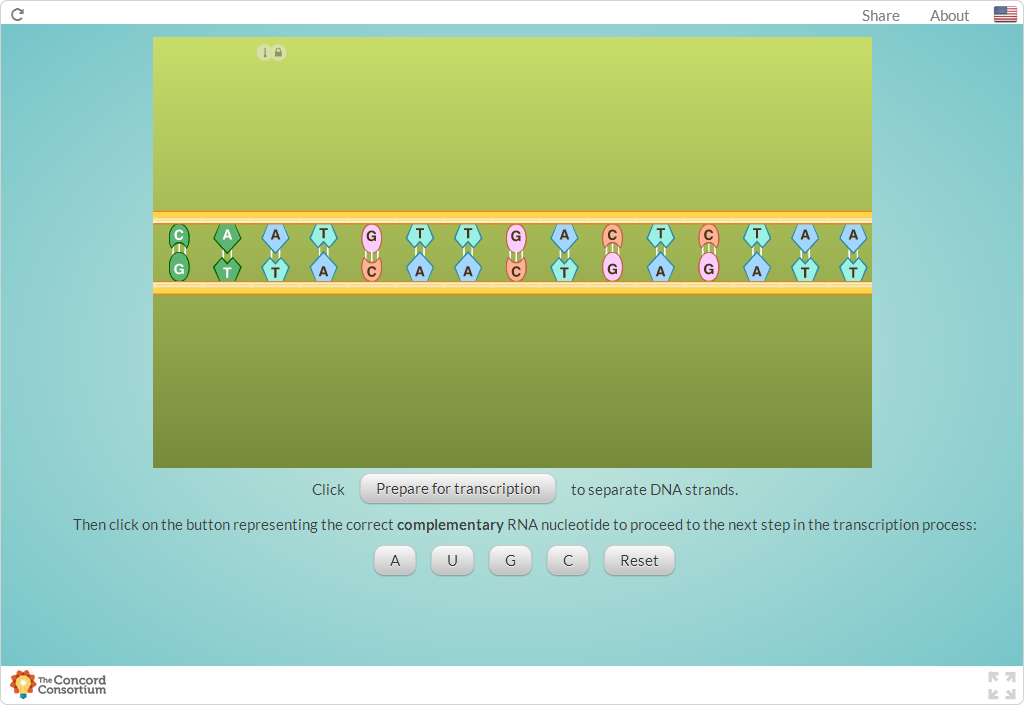 Share About
C A A T G T T G A C T C T A A
G T T A C A A C T G A G A T T
Click Prepare for transcription to separate DNA strands.
Then click on the button representing the correct complementary RNA nucleotide to proceed to the next step in the transcription process:
A U G C Reset
The Concord
Consortium